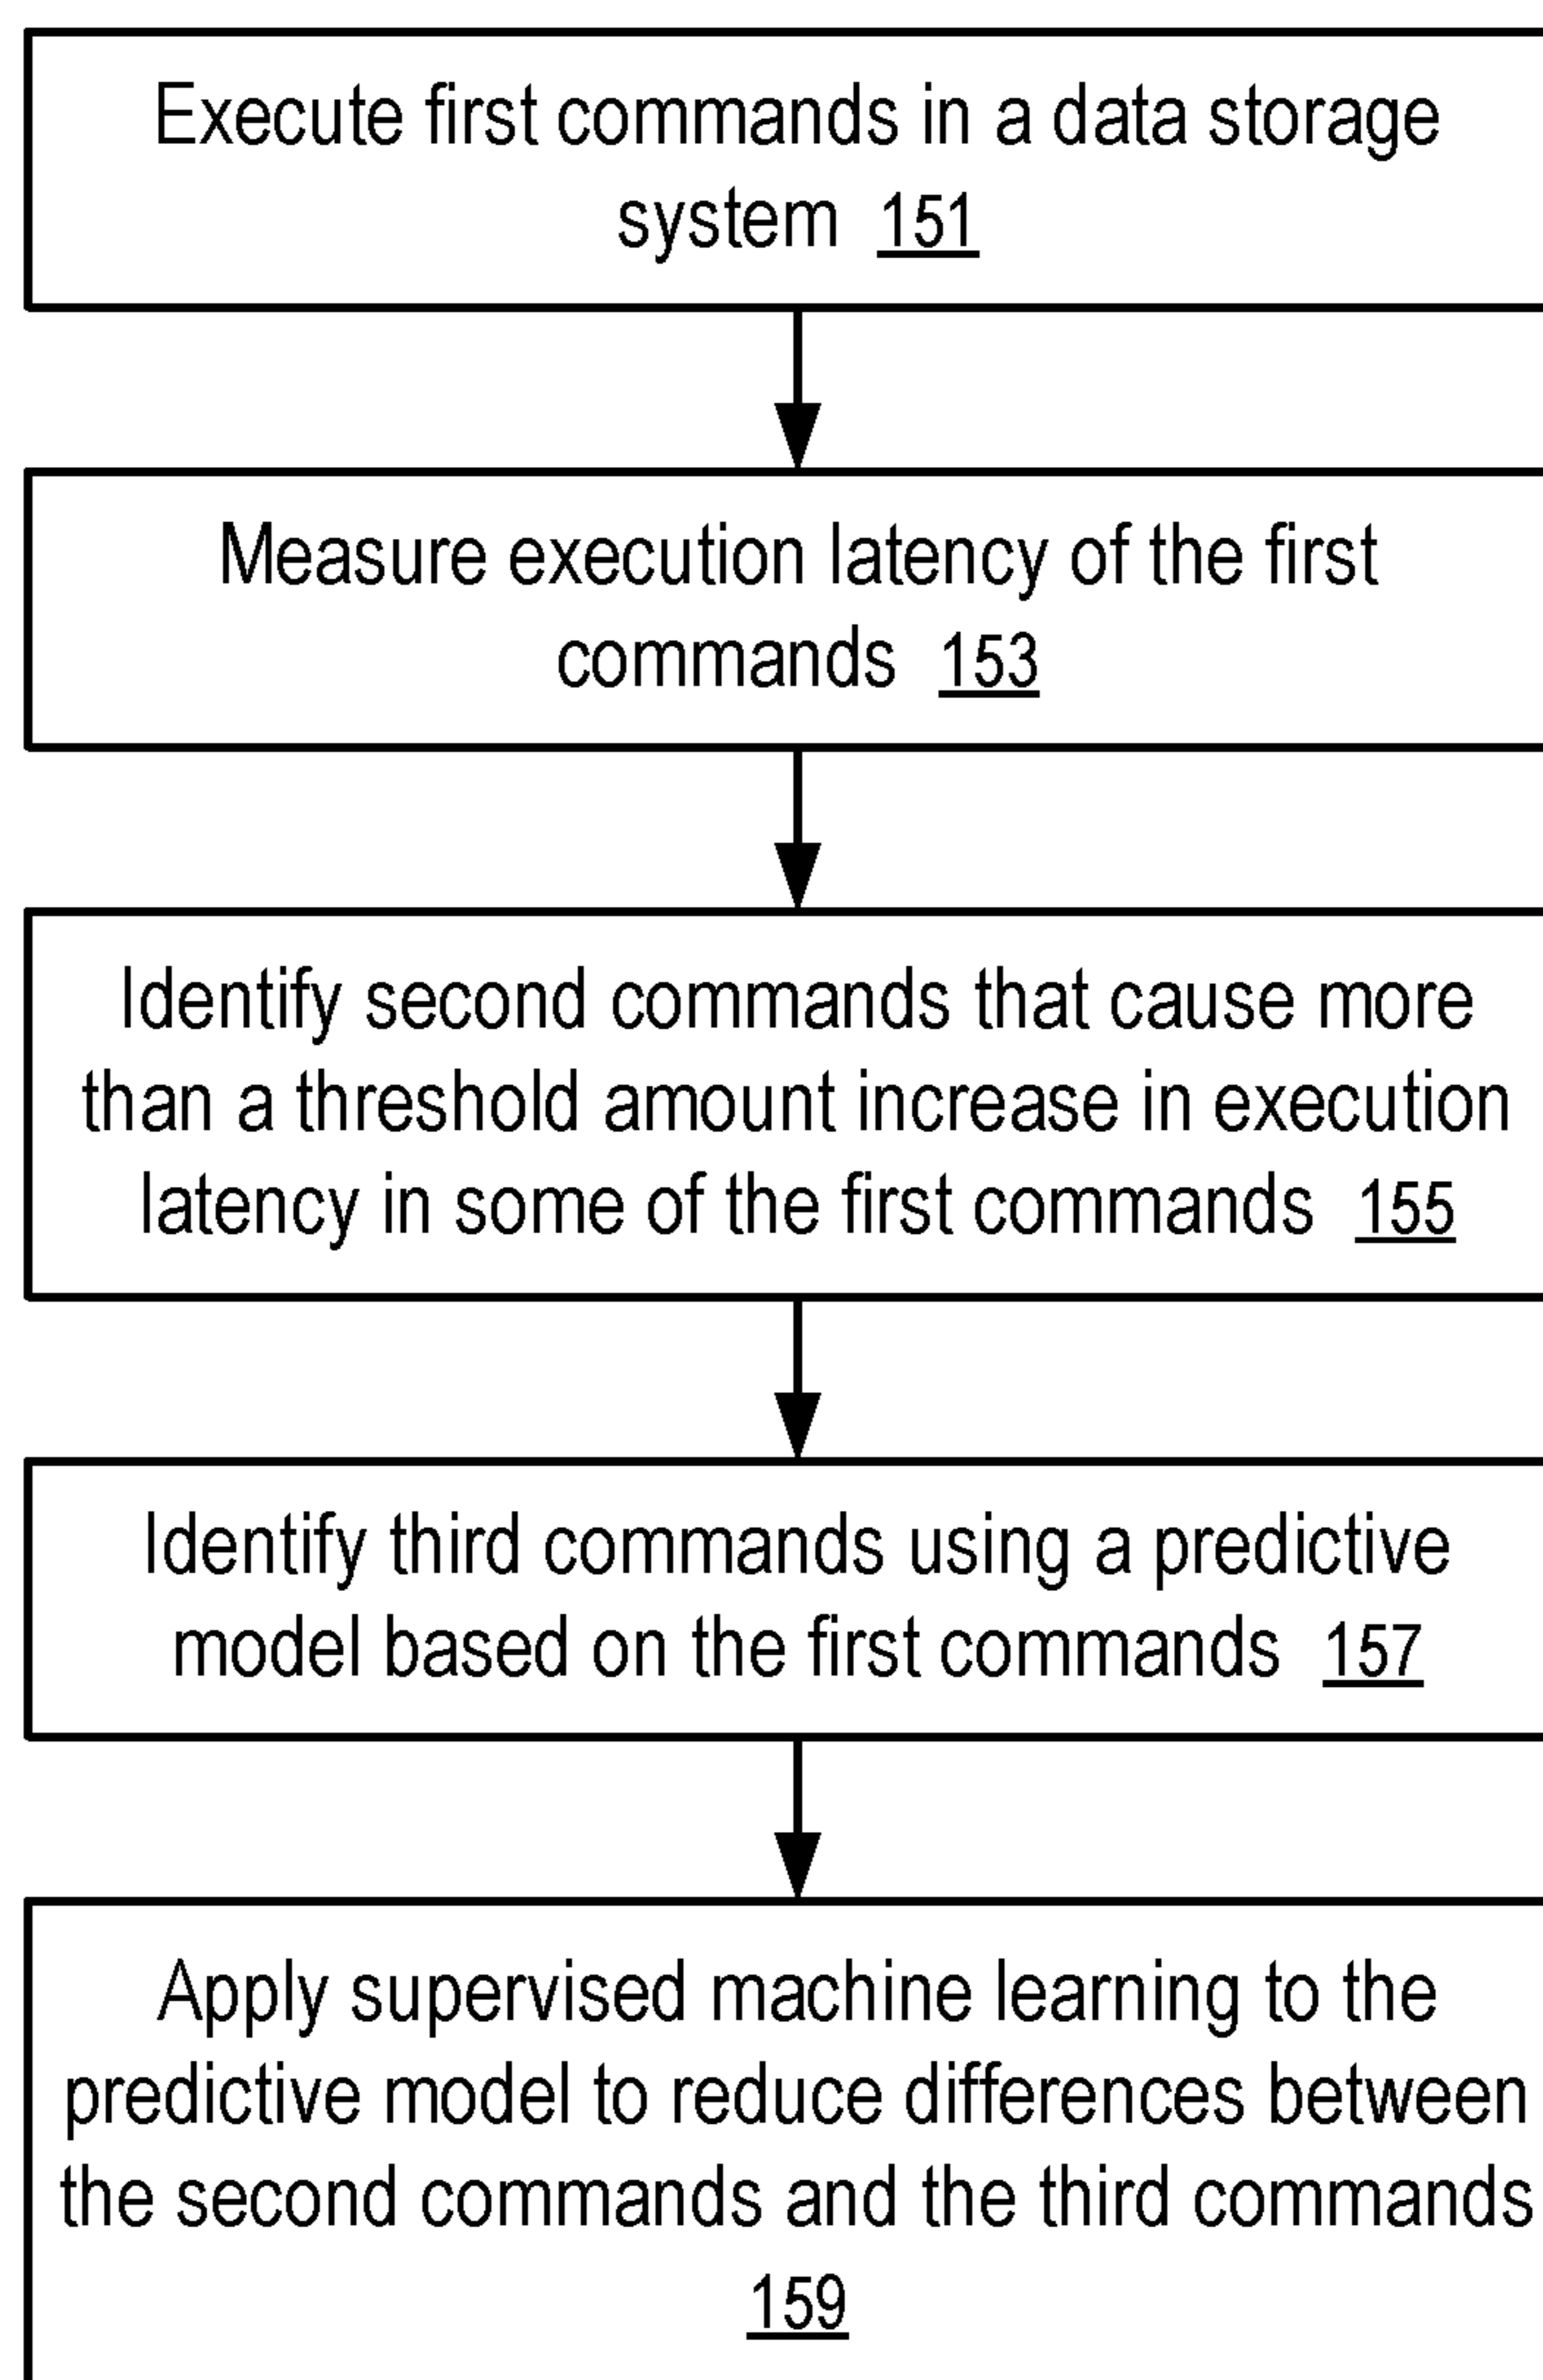 Execute first commands in a data storage
system 151
Measure execution latency of the first
commands 153
Identify second commands that cause more
than a threshold amount increase in execution
latency in some of the first commands 155
Identify third commands using a predictive
model based on the first commands 157
Apply supervised machine learning to the
predictive model to reduce differences between
the second commands and the third commands
159